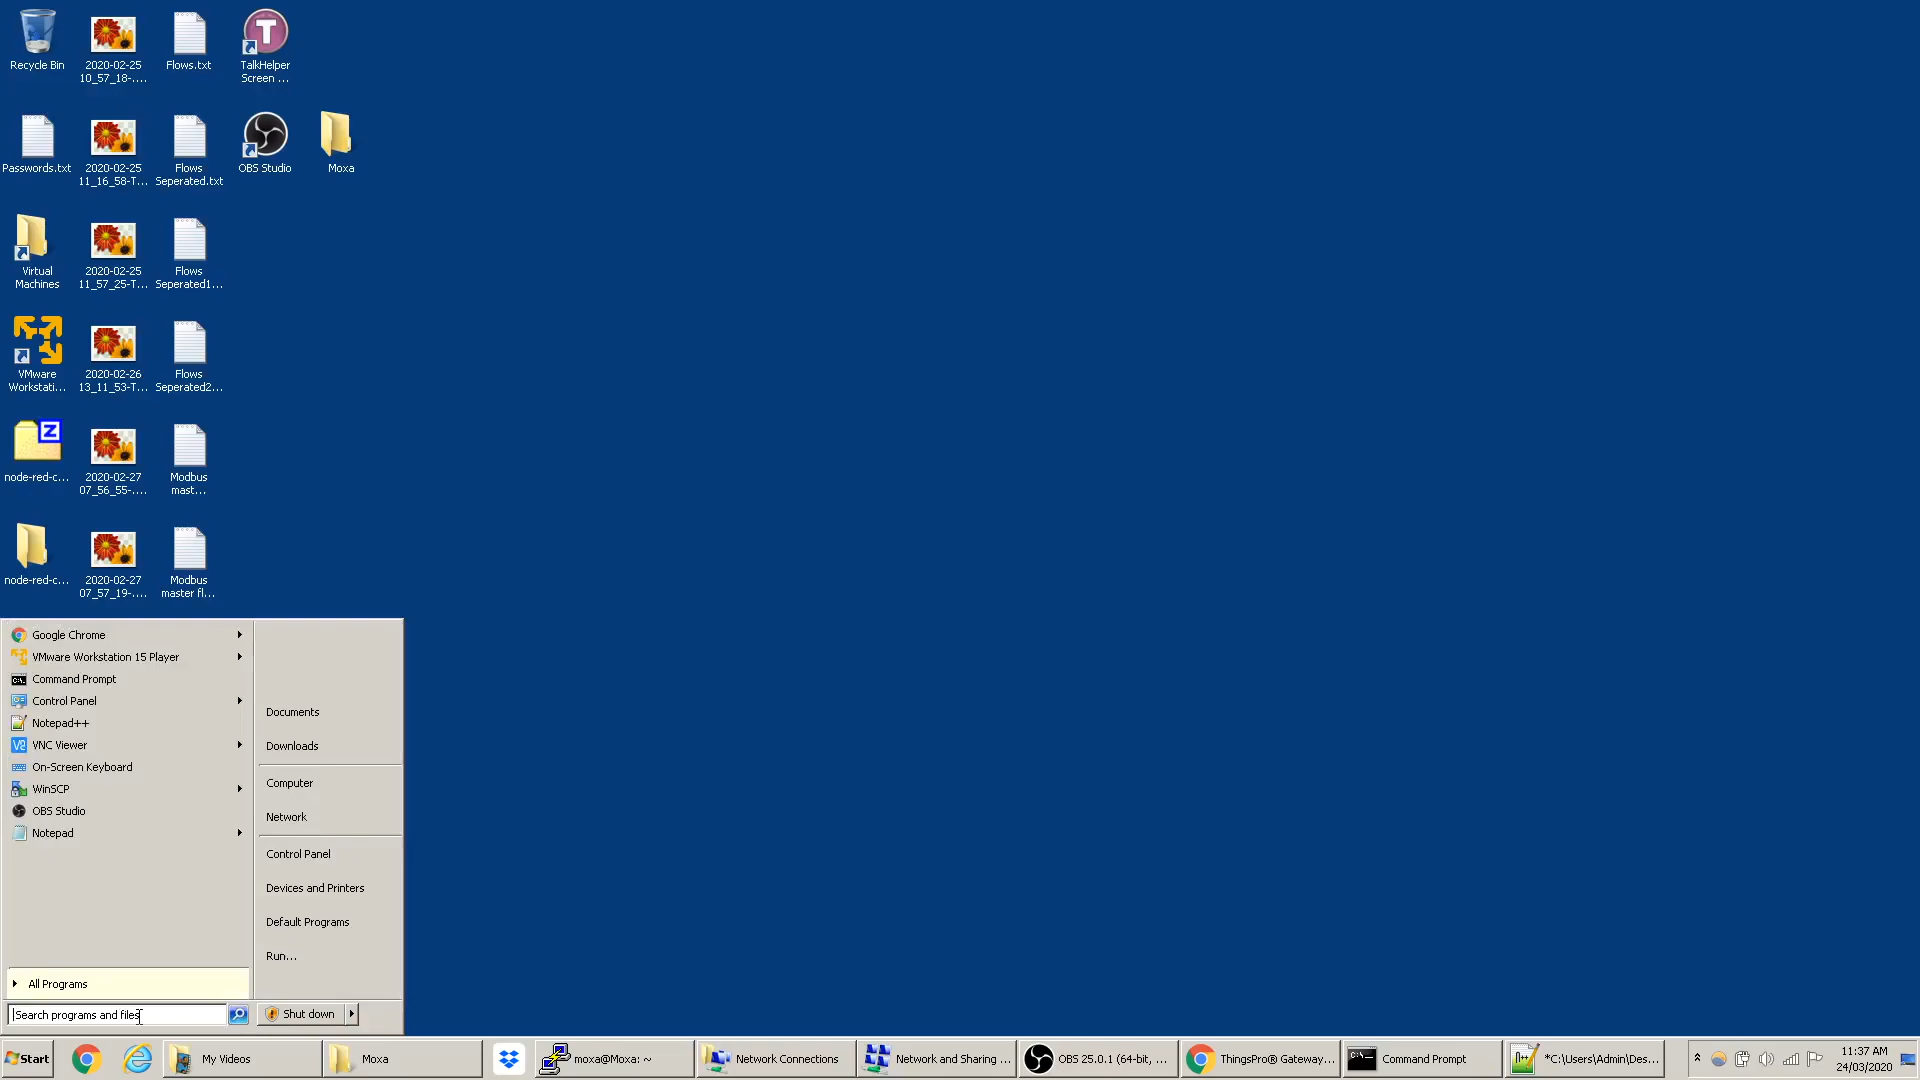 Recycle Bin
2020-02-25
10_57_18-....
Flows.txt
TalkHelper
Screen ...
Passwords.txt
2020-02-25
11_16_58-T...
Flows
Seperated.txt
OBS Studio
Moxa
Virtual
Machines
2020-02-25
11_57_25-T...
Flows
Seperated1...
VMware
Workstati...
2020-02-26
13_11_53-T...
Flows
Seperated2...
node-red-c...
2020-02-27
07_56_55-....
Modbus
mast...
node-red-c...
2020-02-27
07_57_19-....
Modbus
master fl...
Google Chrome
VMware Workstation 15 Player
Command Prompt
Control Panel
Notepad++
VNC Viewer
On-Screen Keyboard
WinSCP
OBS Studio
Notepad
All Programs
Search programs and files
Documents
Downloads
Computer
Network
Control Panel
Devices and Printers
Default Programs
Run...
Shut down
Start
My Videos
Moxa
moxa@Moxa: ~
Network Connections
Network and Sharing ...
OBS 25.0.1 (64-bit, ...
ThingsPro® Gateway...
Command Prompt
*C:\Users\Admin\Des...
11:37 AM
24/03/2020